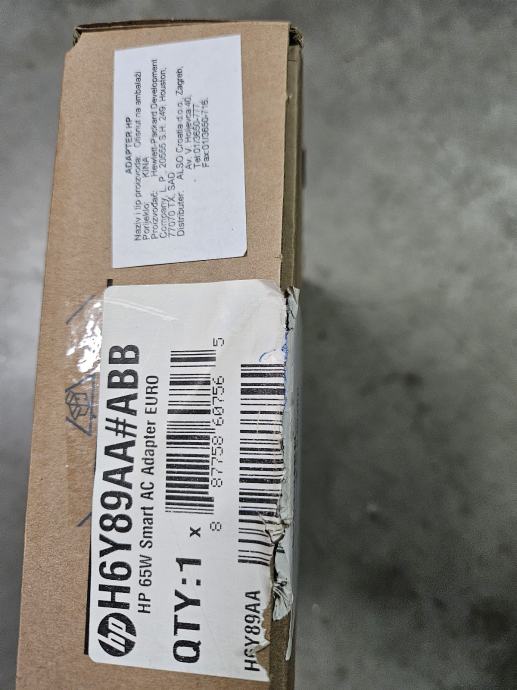 ADAPTER HP
Naziv i tip proizvoda: Otisnut na ambalaži
Porijeklo: KINA
Proizvođač: Hewlett-Packard Development
Company, L. P. 20555 S.H. 249, Houston,
77070 TX, SAD
Distributer: ALSO Croatia d.o.o., Zagreb,
Av. V. Holjevca 40,
Tel:01/3650-777,
Fax:01/3650-716.
hp H6Y89AA#ABB
HP 65W Smart AC Adapter EURO
QTY:1 x
8 87758 60756 5
H6Y89AA